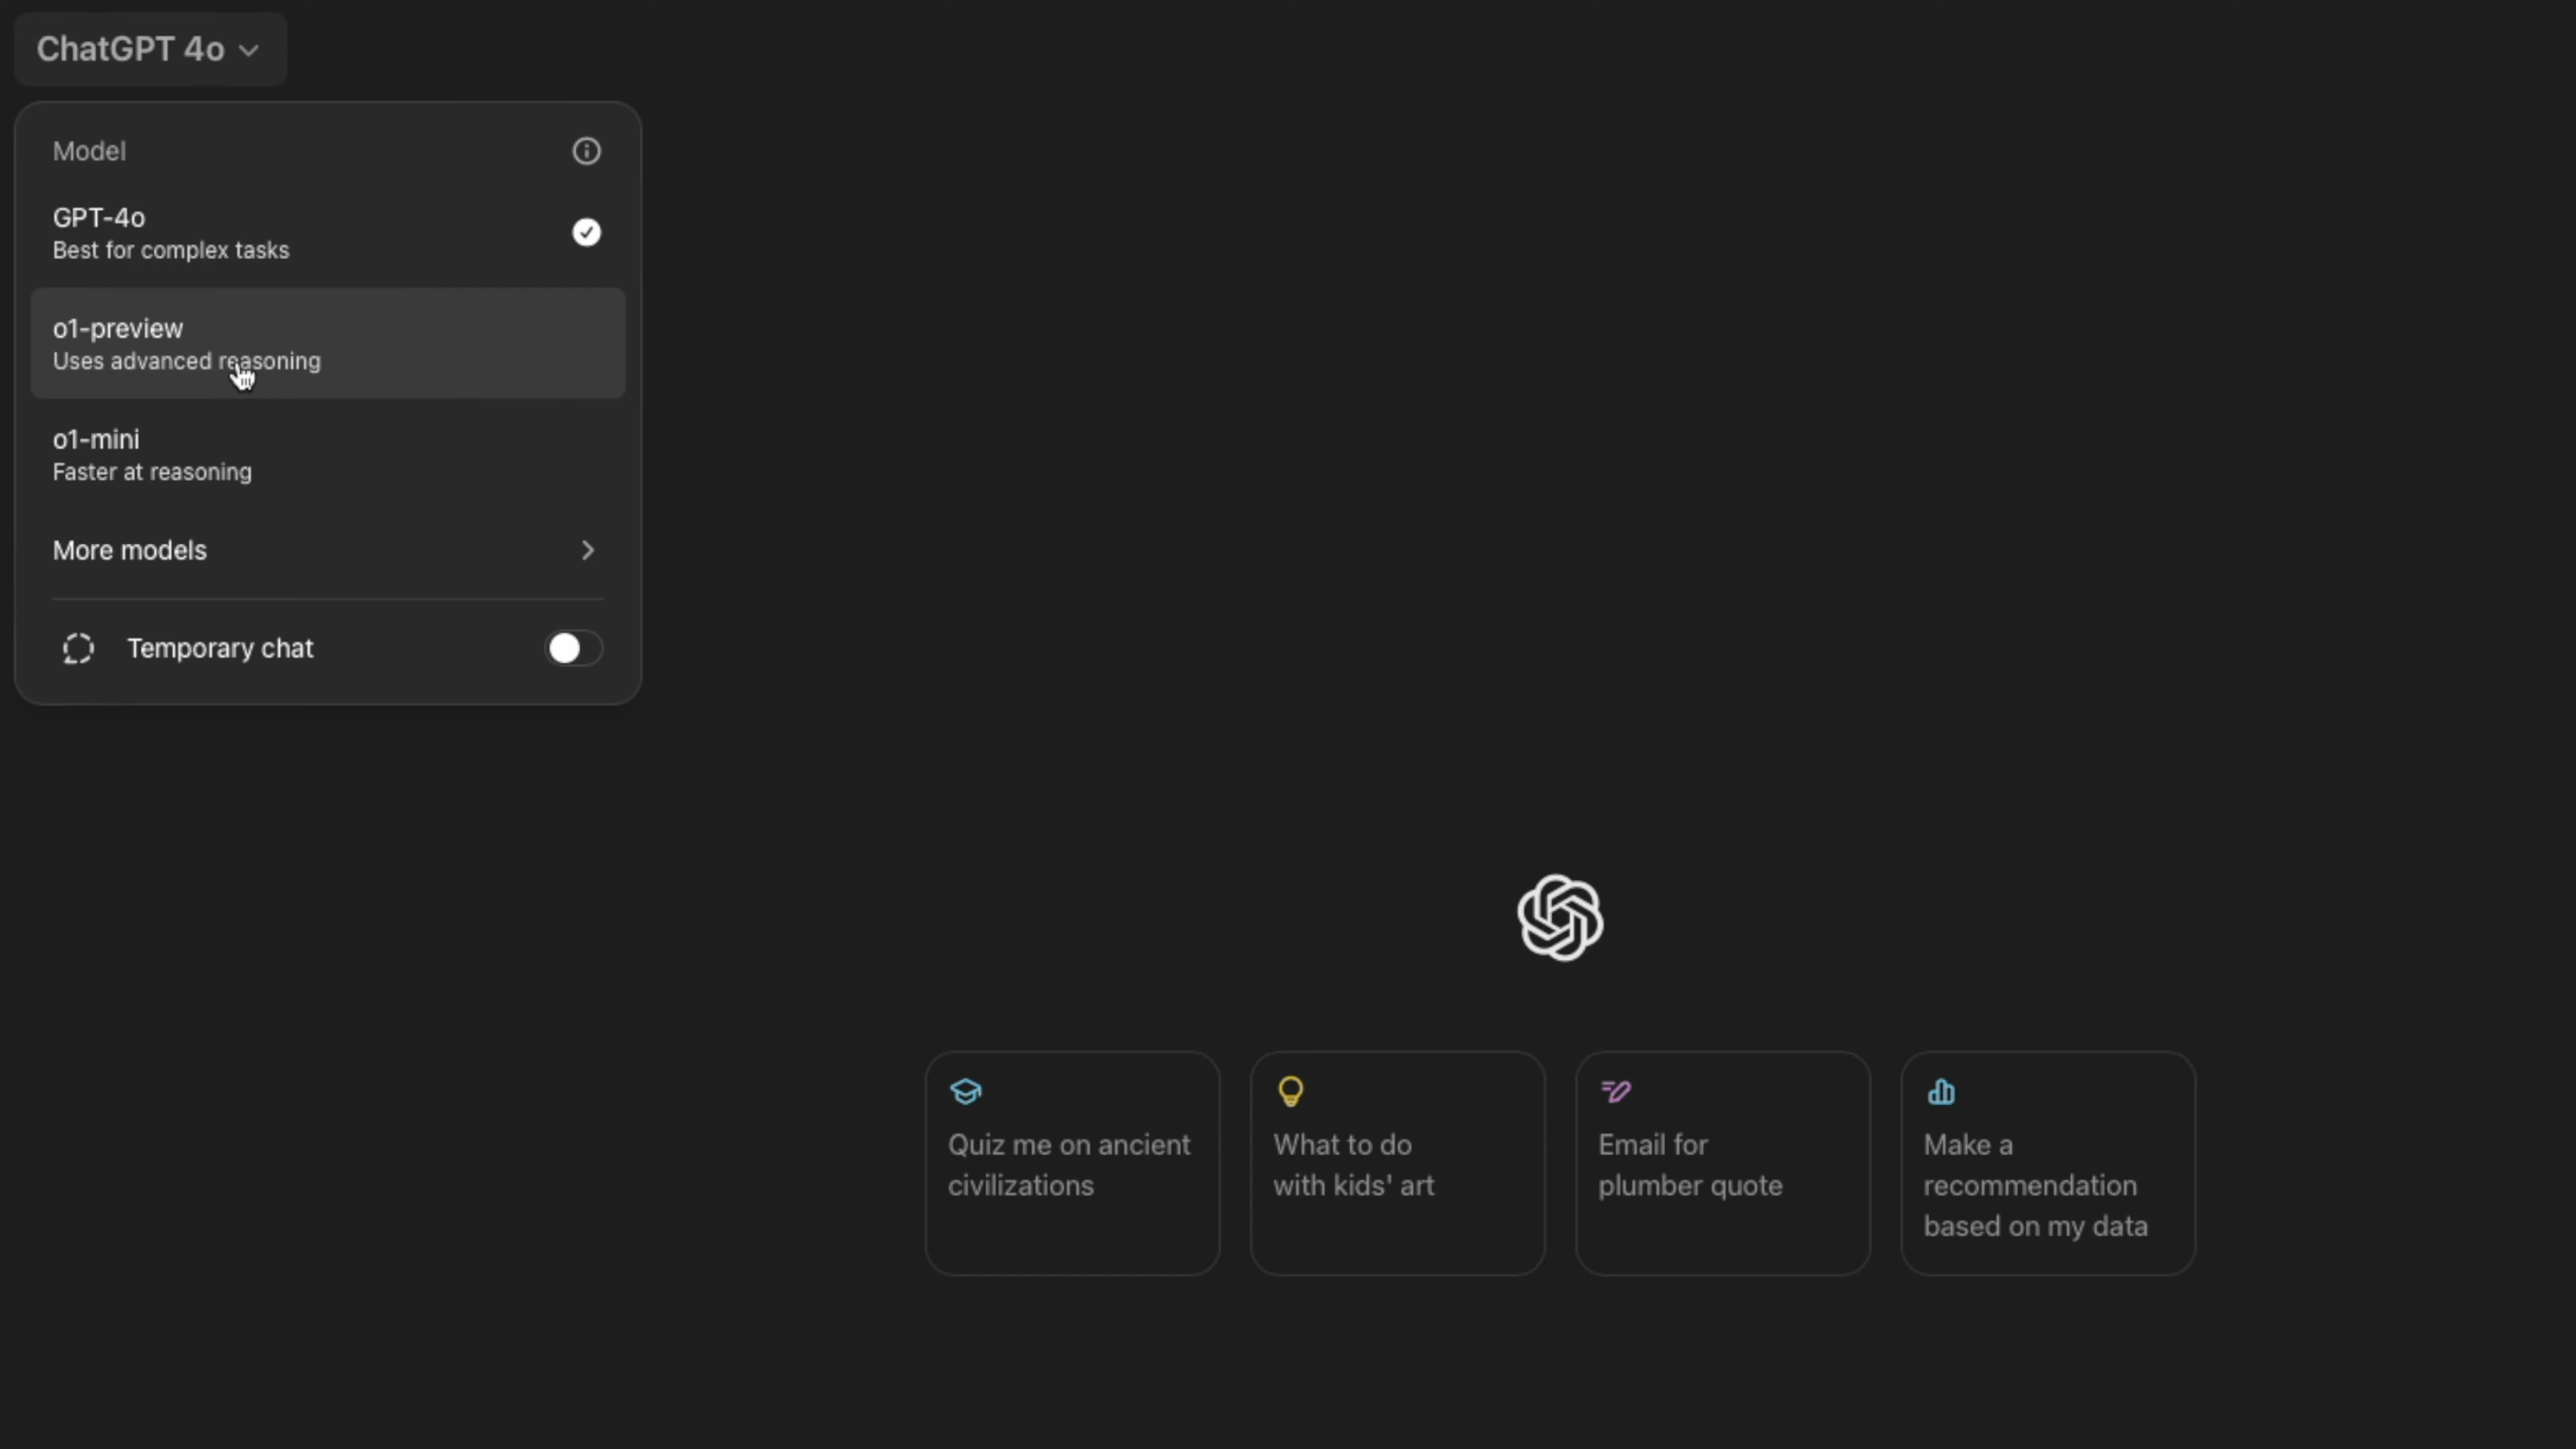 ChatGPT 4o
Model
GPT-4o
Best for complex tasks
o1-preview
Uses advanced reasoning
o1-mini
Faster at reasoning
More models
Temporary chat
Quiz me on ancient
civilizations
What to do
with kids' art
Email for
plumber quote
Make a
recommendation
based on my data